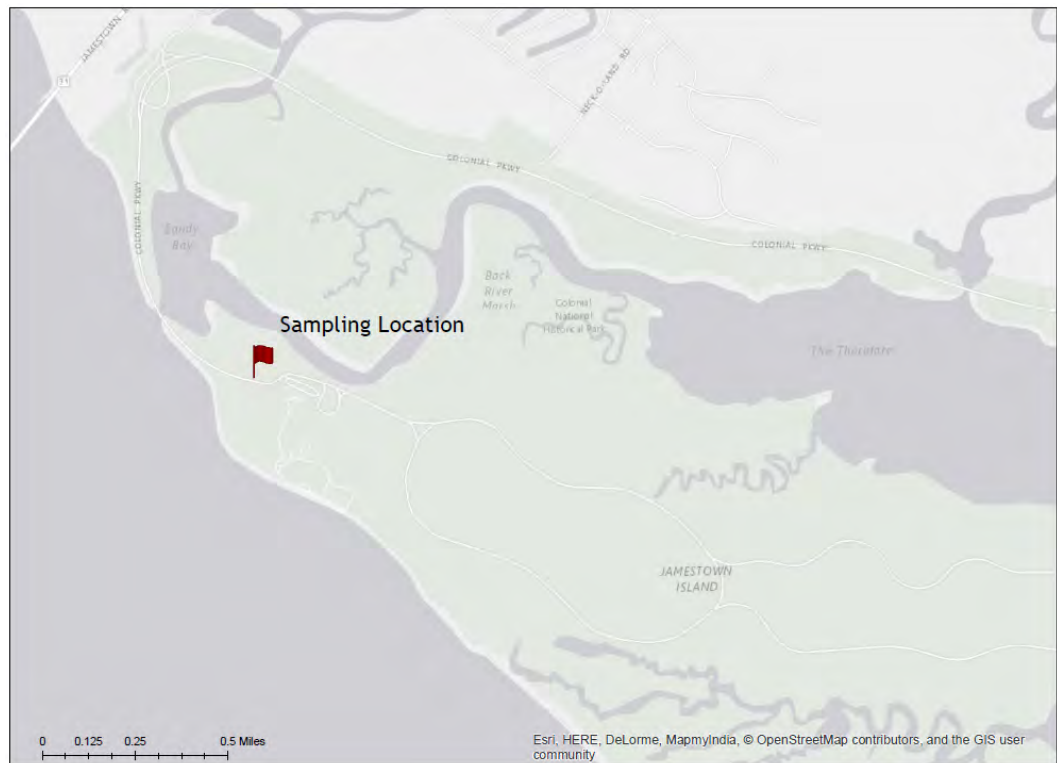 JAMESTOWN R
31
NECK-O-LAND RD
COLONIAL PKWY
COLONIAL PKWY
COLONIAL PKWY
Sandy
Bay
Back
River
Marsh
Colonial
National
Historical Park
Sampling Location
The Thorofare
JAMESTOWN
ISLAND
0 0.125 0.25 0.5 Miles
Esri, HERE, DeLorme, MapmyIndia, © OpenStreetMap contributors, and the GIS user
community